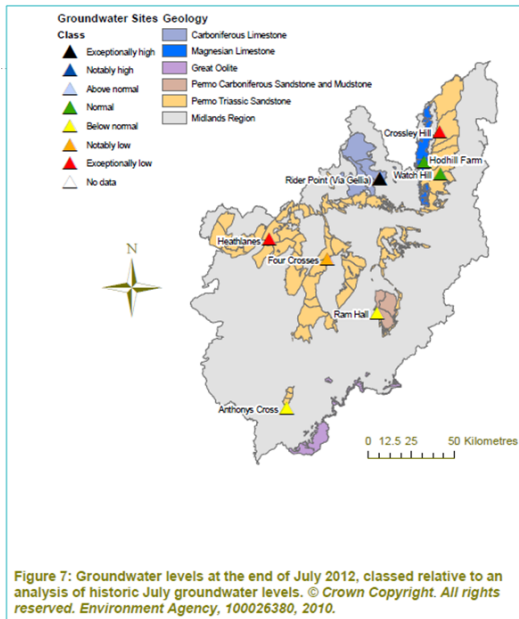 Groundwater Sites
Class
Exceptionally high
Notably high
Above normal
Normal
Below normal
Notably low
Exceptionally low
No data
Geology
Carboniferous Limestone
Magnesian Limestone
Great Oolite
Permo Carboniferous Sandstone and Mudstone
Permo Triassic Sandstone
Midlands Region
Crossley Hill
Hodhill Farm
Watch Hill
Rider Point (Via Gellia)
Heathlanes
Four Crosses
Ram Hall
Anthonys Cross
N
0 12.5 25 50 Kilometres
Figure 7: Groundwater levels at the end of July 2012, classed relative to an
analysis of historic July groundwater levels. © Crown Copyright. All rights
reserved. Environment Agency, 100026380, 2010.